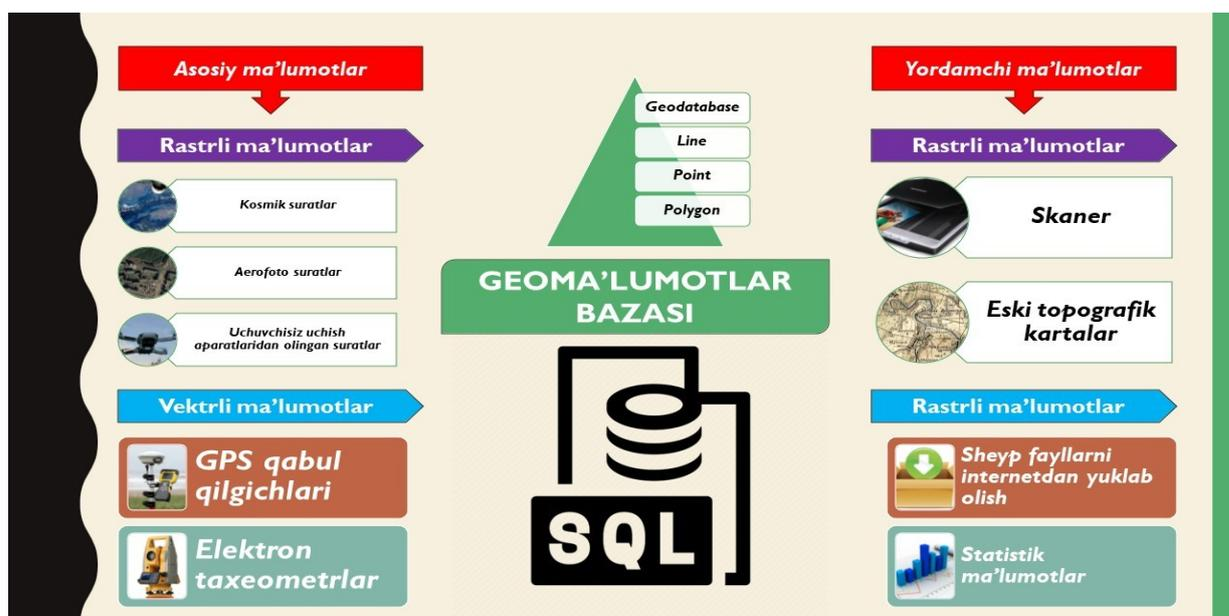 Asosiy ma'lumotlar
Rastrli ma'lumotlar
Kosmik suratlar
Aerofoto suratlar
Uchuvchisiz uchish
aparatlaridan olingan suratlar
Vektrli ma'lumotlar
GPS qabul
qilgichlari
Elektron
taxeometrlar
Geodatabase
Line
Point
Polygon
GEOMA'LUMOTLAR
BAZASI
SQL
Yordamchi ma'lumotlar
Rastrli ma'lumotlar
Skaner
Eski topografik
kartalar
Rastrli ma'lumotlar
Sheyp fayllarni
internetdan yuklab
olish
Statistik
ma'lumotlar